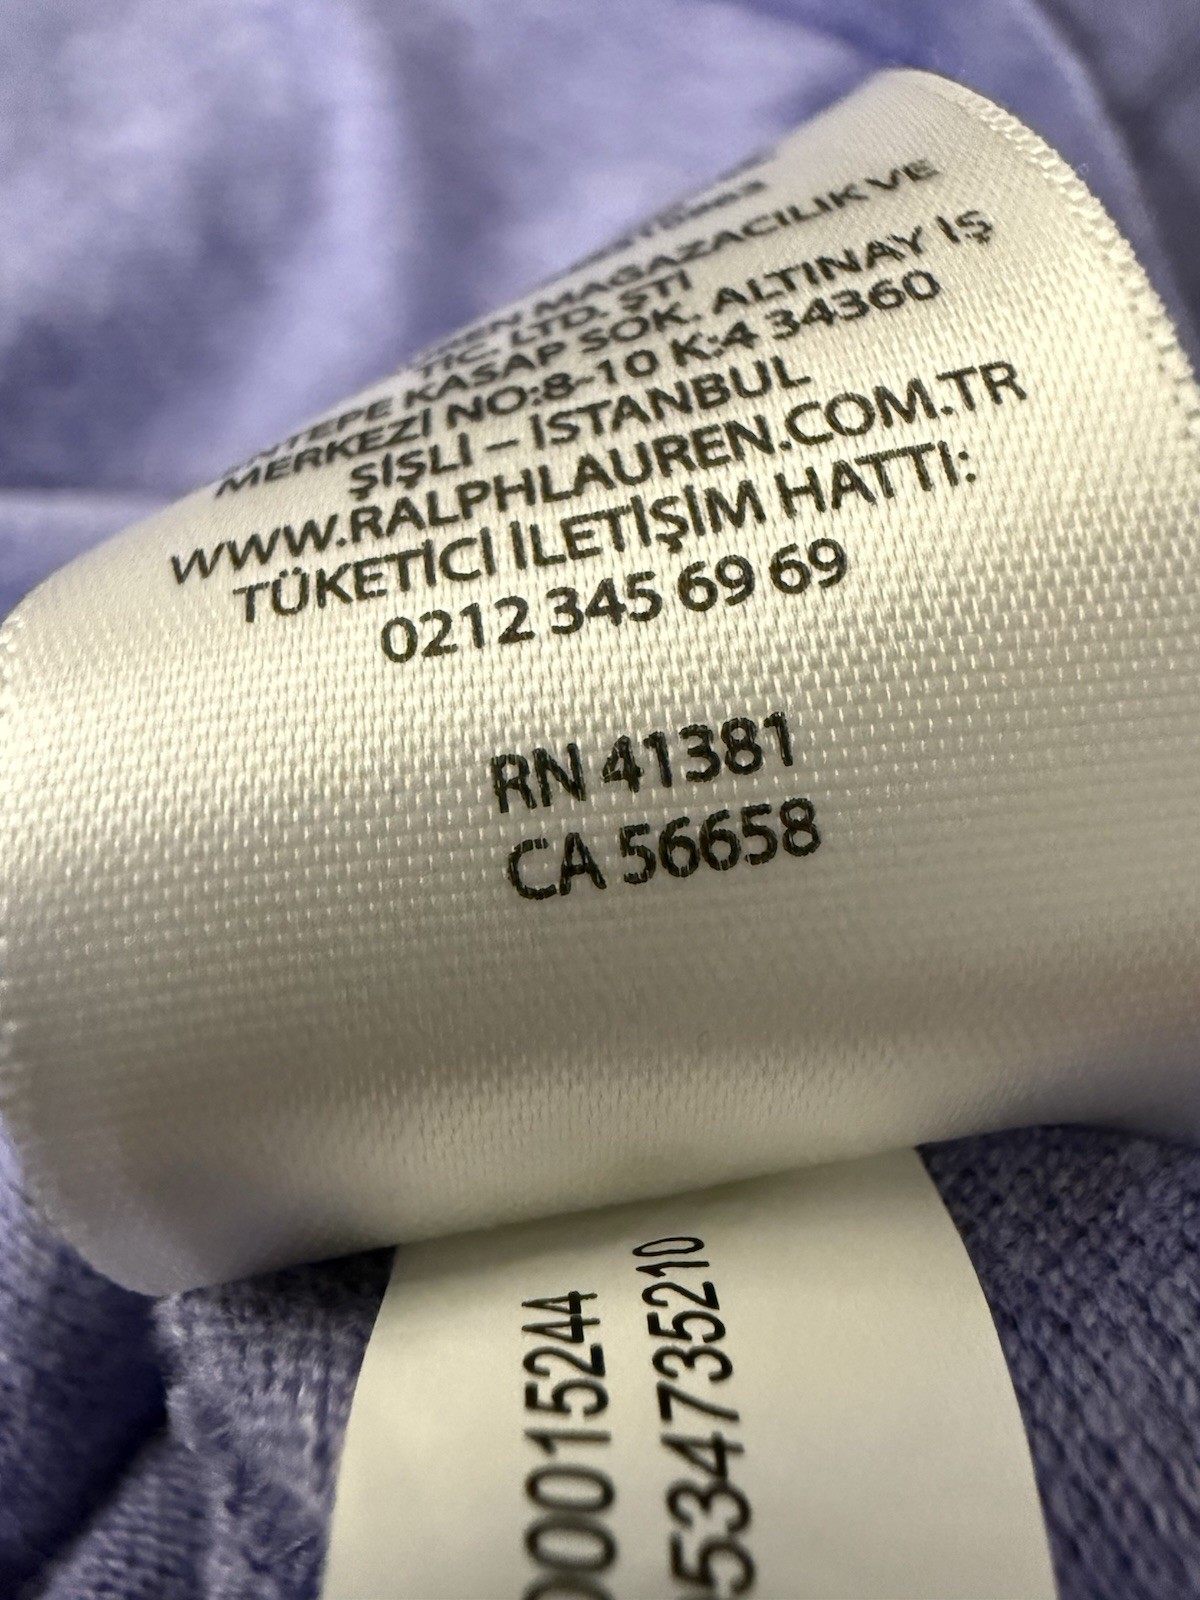 MAGAZACILIK VE
TİC. LTD. ŞTİ
KASAP SOK. ALTINAY İŞ
MERKEZİ NO:8-10 K:4 34360
ŞİŞLİ – İSTANBUL
WWW.RALPHLAUREN.COM.TR
TÜKETİCİ İLETİŞİM HATTI:
0212 345 69 69
RN 41381
CA 56658
00015244
534735210